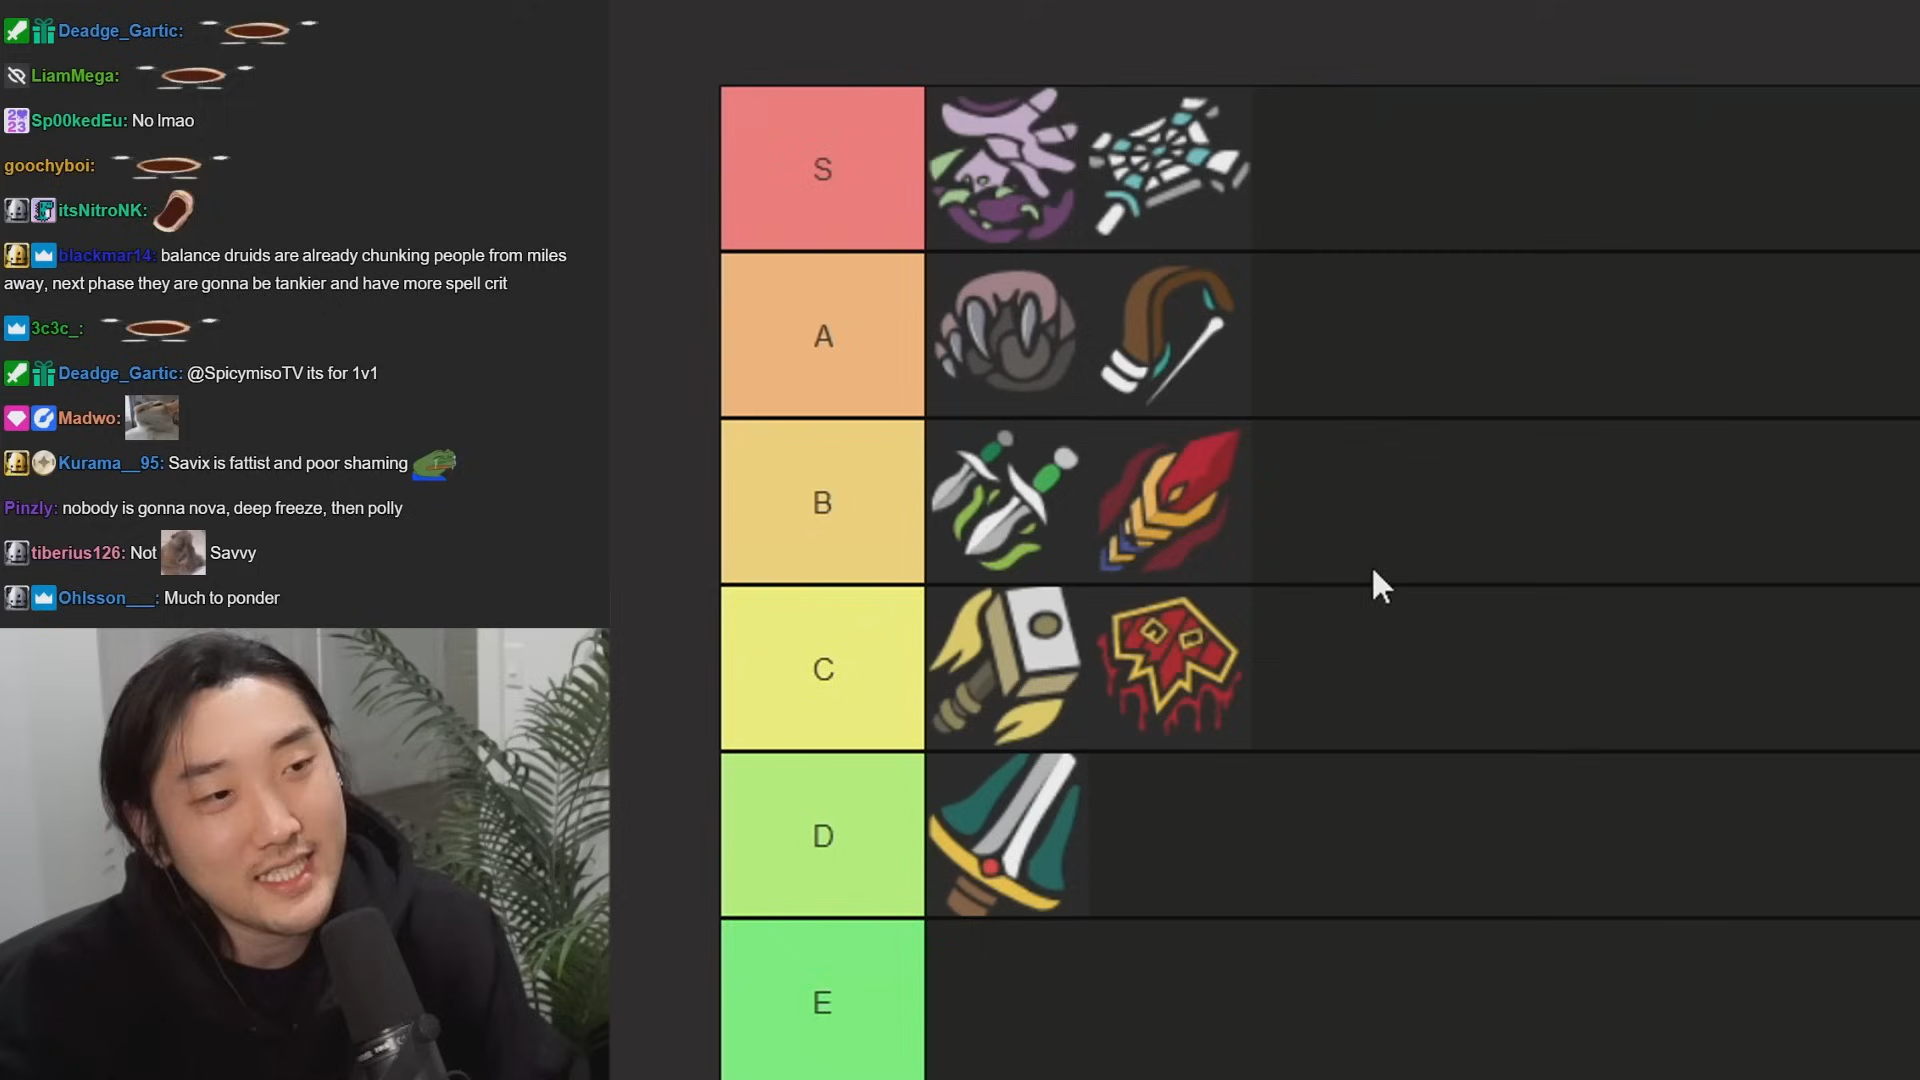 Deadge_Gartic:
LiamMega:
Sp00kedEu: No lmao
goochyboi:
itsNitroNK:
blackmar14: balance druids are already chunking people from miles
away, next phase they are gonna be tankier and have more spell crit
3c3c_:
Deadge_Gartic: @SpicymisoTV its for 1v1
Madwo:
Kurama__95: Savix is fattist and poor shaming
Pinzly: nobody is gonna nova, deep freeze, then polly
tiberius126: Not Savvy
Ohlsson___: Much to ponder
S
A
B
C
D
E